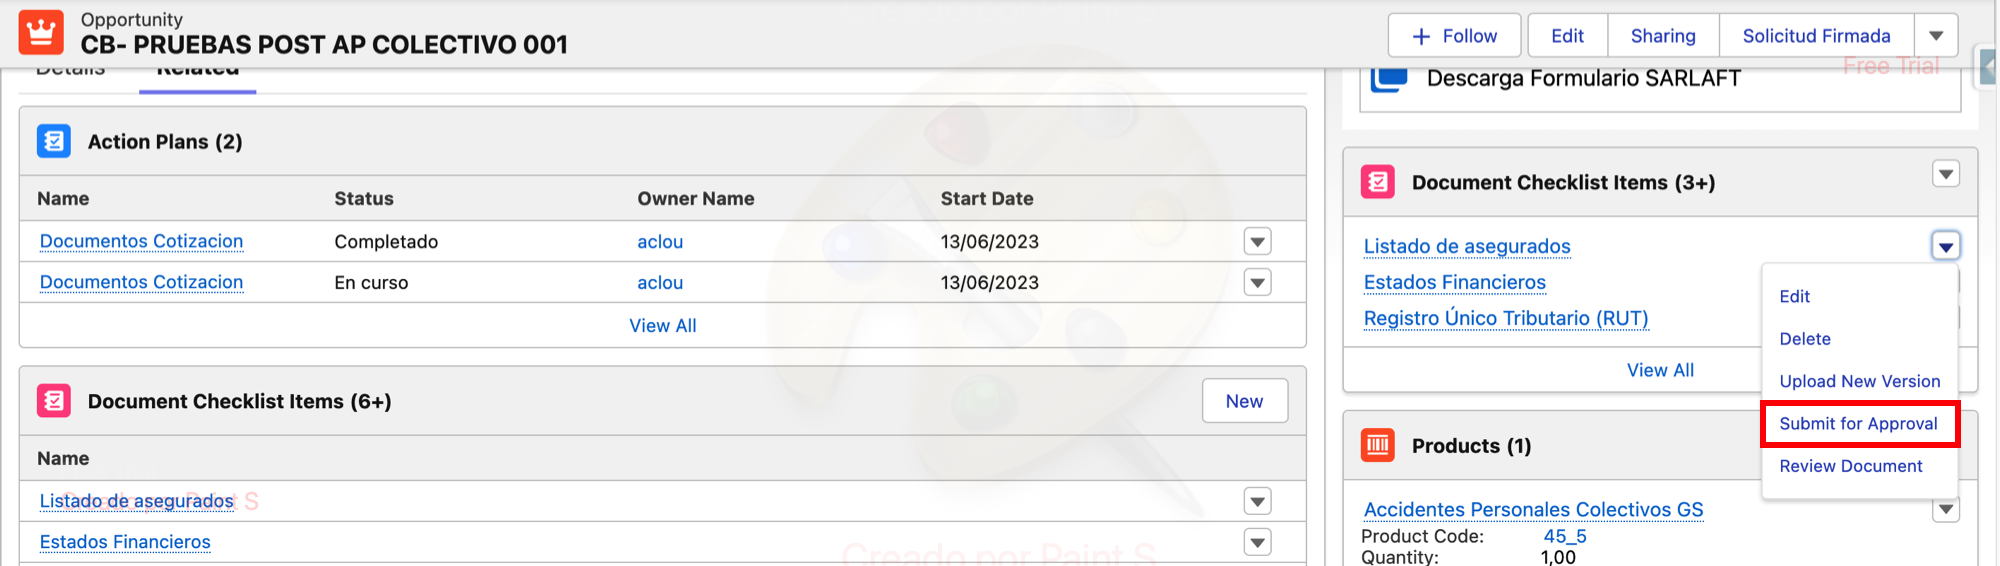 Opportunity
CB- PRUEBAS POST AP COLECTIVO 001
Follow
Edit
Sharing
Solicitud Firmada
Details
Related
Free Trial
Descarga Formulario SARLAFT
Action Plans (2)
Name Status Owner Name Start Date
Documentos Cotizacion Completado aclou 13/06/2023
Documentos Cotizacion En curso aclou 13/06/2023
View All
Document Checklist Items (6+)
New
Name
Listado de asegurados
Creado por Paint S
Estados Financieros
Creado por Paint S
Document Checklist Items (3+)
Listado de asegurados
Estados Financieros
Registro Único Tributario (RUT)
View All
Edit
Delete
Upload New Version
Submit for Approval
Review Document
Products (1)
Accidentes Personales Colectivos GS
Product Code: 45_5
Quantity: 1,00